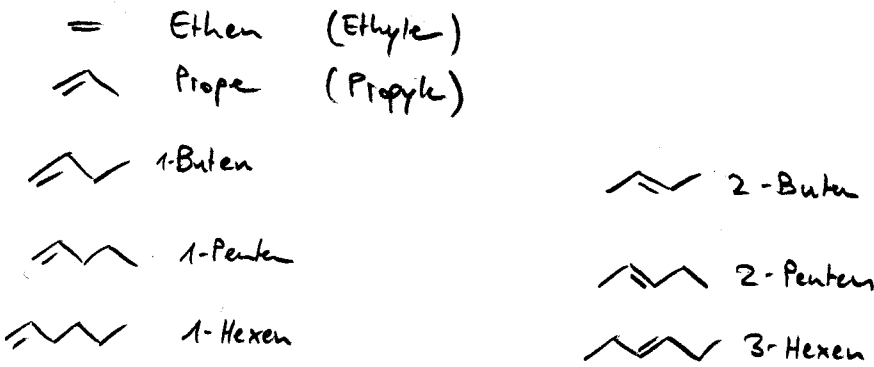 Ethen (Ethylen)
Propen (Propylen)
1-Buten
2-Buten
1-Penten
2-Penten
1-Hexen
3-Hexen